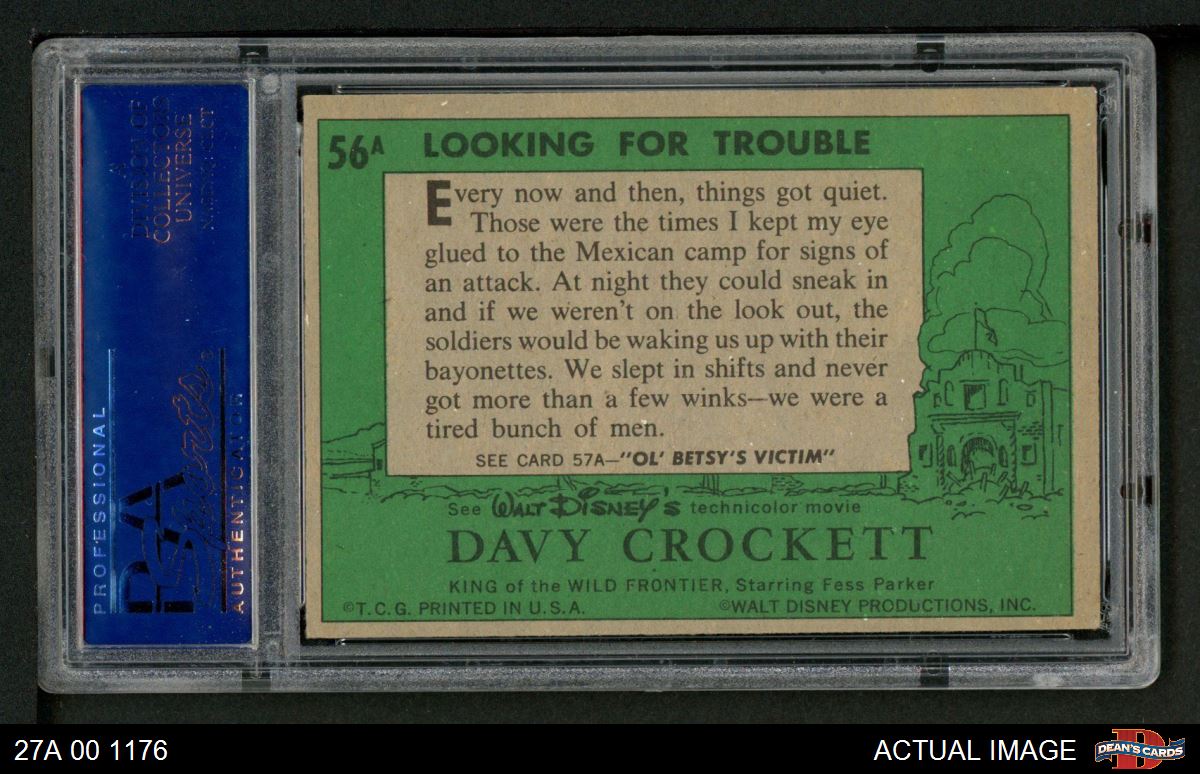 A
DIVISION OF
COLLECTORS
UNIVERSE
PROFESSIONAL
PSA
AUTHENTICATOR
56A LOOKING FOR TROUBLE
Every now and then, things got quiet.
Those were the times I kept my eye
glued to the Mexican camp for signs of
an attack. At night they could sneak in
and if we weren't on the look out, the
soldiers would be waking us up with their
bayonettes. We slept in shifts and never
got more than a few winks—we were a
tired bunch of men.
SEE CARD 57A—"OL' BETSY'S VICTIM"
See WALT DISNEY'S technicolor movie
DAVY CROCKETT
KING of the WILD FRONTIER, Starring Fess Parker
©T.C.G. PRINTED IN U.S.A. ©WALT DISNEY PRODUCTIONS, INC.
27A 00 1176 ACTUAL IMAGE DEAN'S CARDS